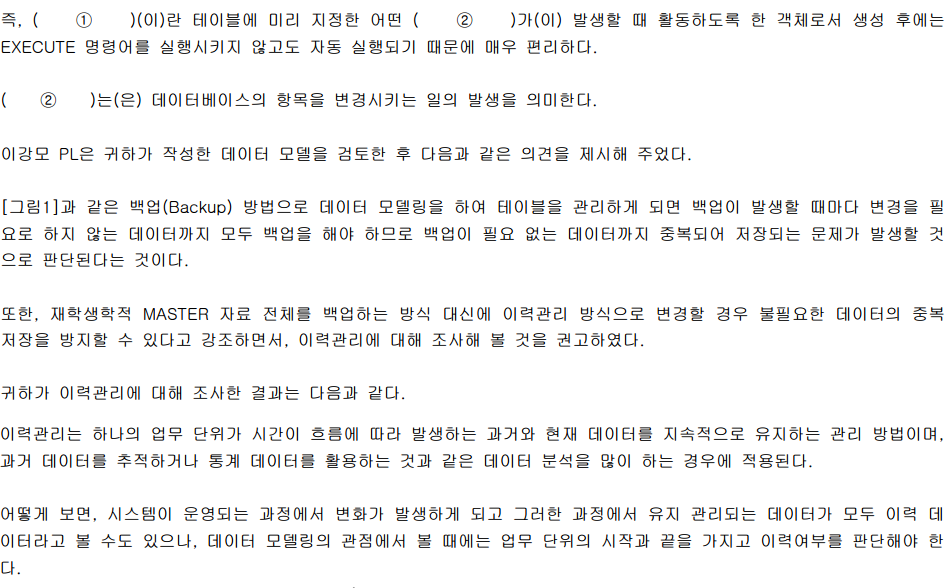 즉, ( ① )(이)란 테이블에 미리 지정한 어떤 ( ② )가(이) 발생할 때 활동하도록 한 객체로서 생성 후에는
EXECUTE 명령어를 실행시키지 않고도 자동 실행되기 때문에 매우 편리하다.
( ② )는(은) 데이터베이스의 항목을 변경시키는 일의 발생을 의미한다.
이강모 PL은 귀하가 작성한 데이터 모델을 검토한 후 다음과 같은 의견을 제시해 주었다.
[그림1]과 같은 백업(Backup) 방법으로 데이터 모델링을 하여 테이블을 관리하게 되면 백업이 발생할 때마다 변경을 필
요로 하지 않는 데이터까지 모두 백업을 해야 하므로 백업이 필요 없는 데이터까지 중복되어 저장되는 문제가 발생할 것
으로 판단된다는 것이다.
또한, 재학생학적 MASTER 자료 전체를 백업하는 방식 대신에 이력관리 방식으로 변경할 경우 불필요한 데이터의 중복
저장을 방지할 수 있다고 강조하면서, 이력관리에 대해 조사해 볼 것을 권고하였다.
귀하가 이력관리에 대해 조사한 결과는 다음과 같다.
이력관리는 하나의 업무 단위가 시간이 흐름에 따라 발생하는 과거와 현재 데이터를 지속적으로 유지하는 관리 방법이며,
과거 데이터를 추적하거나 통계 데이터를 활용하는 것과 같은 데이터 분석을 많이 하는 경우에 적용된다.
어떻게 보면, 시스템이 운영되는 과정에서 변화가 발생하게 되고 그러한 과정에서 유지 관리되는 데이터가 모두 이력 데
이터라고 볼 수도 있으나, 데이터 모델링의 관점에서 볼 때에는 업무 단위의 시작과 끝을 가지고 이력여부를 판단해야 한
다.